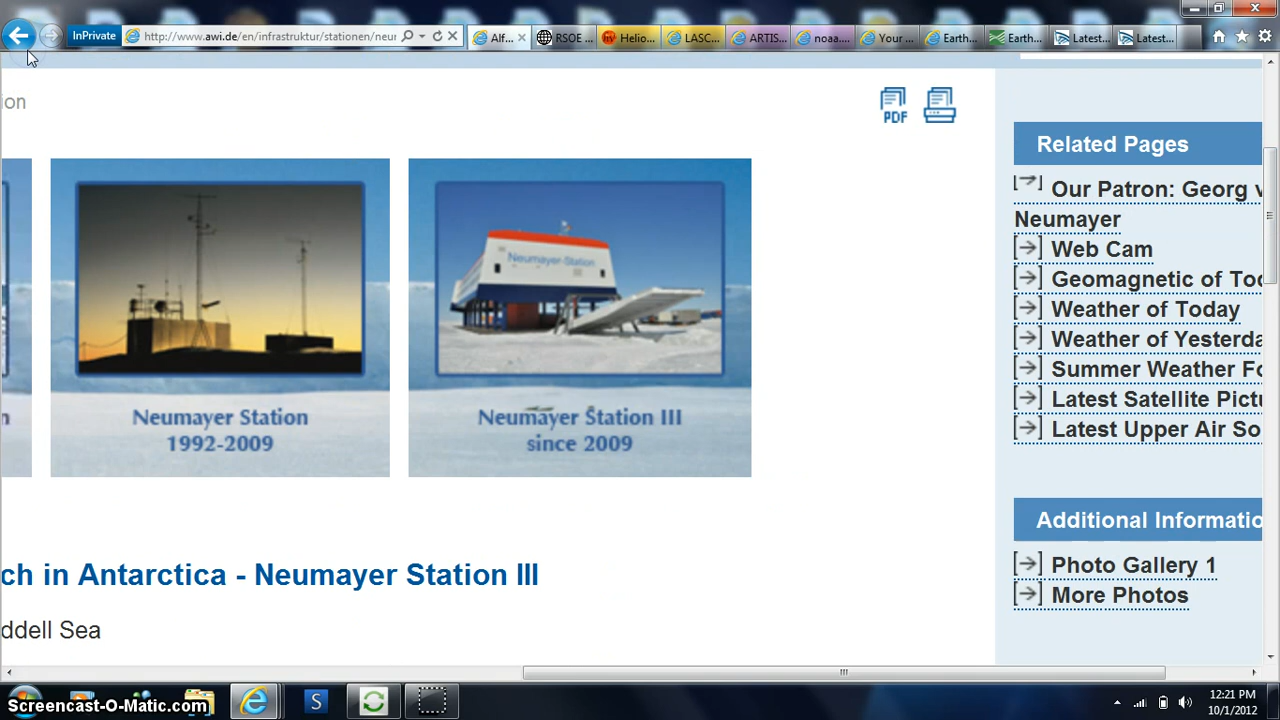 InPrivate
http://www.awi.de/en/infrastruktur/stationen/neur
Alf...
RSOE ...
Helio...
LASC...
ARTIS...
noaa....
Your ...
Earth...
Earth...
Latest...
Latest...
ion
PDF
Neumayer-Station
Neumayer Station
1992-2009
Neumayer Station III
since 2009
Related Pages
Our Patron: Georg v
Neumayer
Web Cam
Geomagnetic of Too
Weather of Today
Weather of Yesterda
Summer Weather Fo
Latest Satellite Pictu
Latest Upper Air So
Additional Informatio
Photo Gallery 1
More Photos
ch in Antarctica - Neumayer Station III
ddell Sea
Screencast-O-Matic.com
S
12:21 PM
10/1/2012